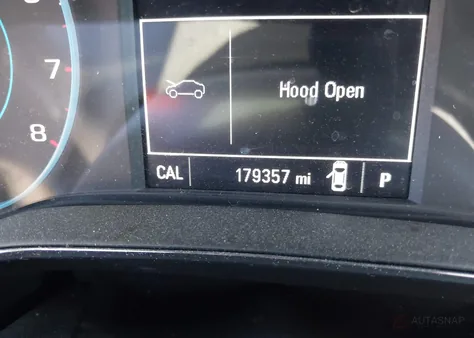 7
Hood Open
8
CAL 179357 mi P
AUTASNAP